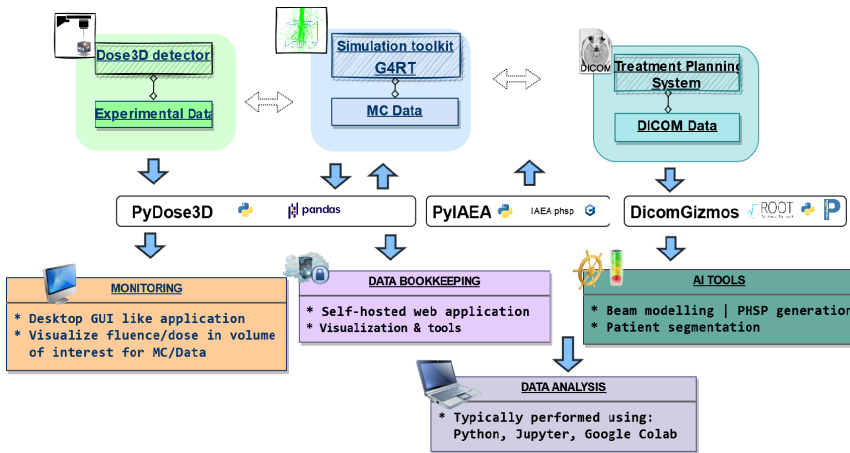 Dose3D detector
Experimental Data
Simulation toolkit
G4RT
MC Data
DICOM
Treatment Planning
System
DICOM Data
PyDose3D
pandas
PyIAEA
IAEA phsp
DicomGizmos
ROOT
MONITORING
* Desktop GUI like application
* Visualize fluence/dose in volume
of interest for MC/Data
DATA BOOKKEEPING
* Self-hosted web application
* Visualization & tools
AI TOOLS
* Beam modelling | PHSP generation
* Patient segmentation
DATA ANALYSIS
* Typically performed using:
Python, Jupyter, Google Colab